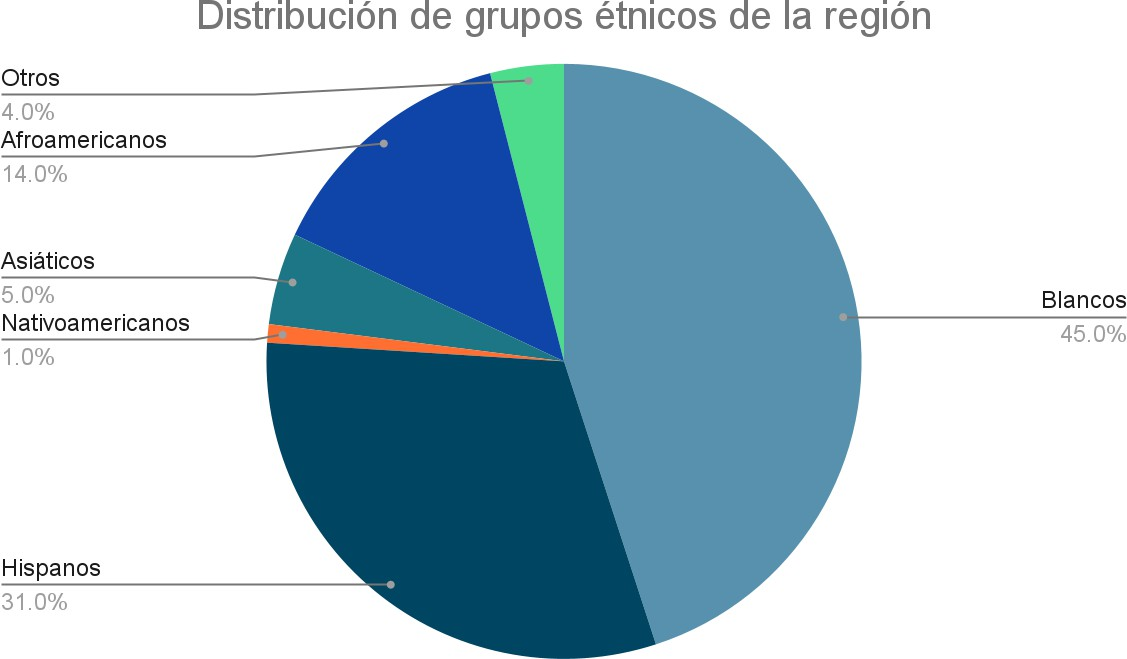 Distribución de grupos étnicos de la región
Otros
4.0%
Afroamericanos
14.0%
Asiáticos
5.0%
Nativoamericanos
1.0%
Hispanos
31.0%
Blancos
45.0%